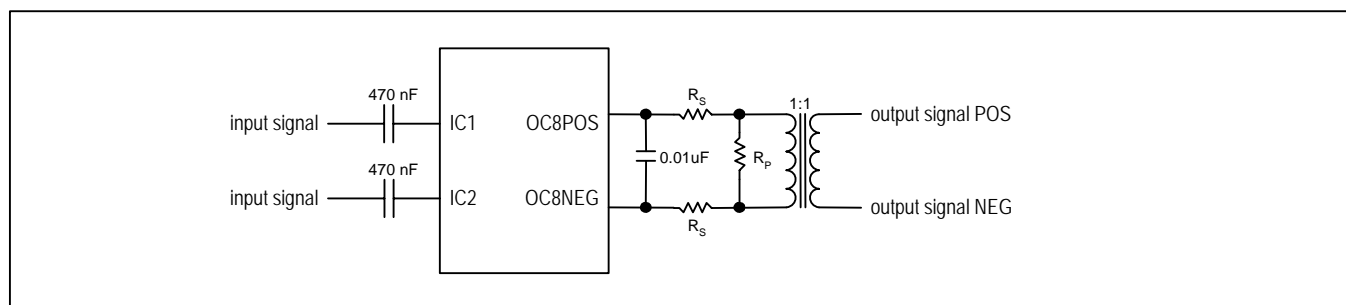 470 nF
input signal
IC1
OC8POS
R_S
1:1
output signal POS
0.01uF
R_P
470 nF
input signal
IC2
OC8NEG
R_S
output signal NEG